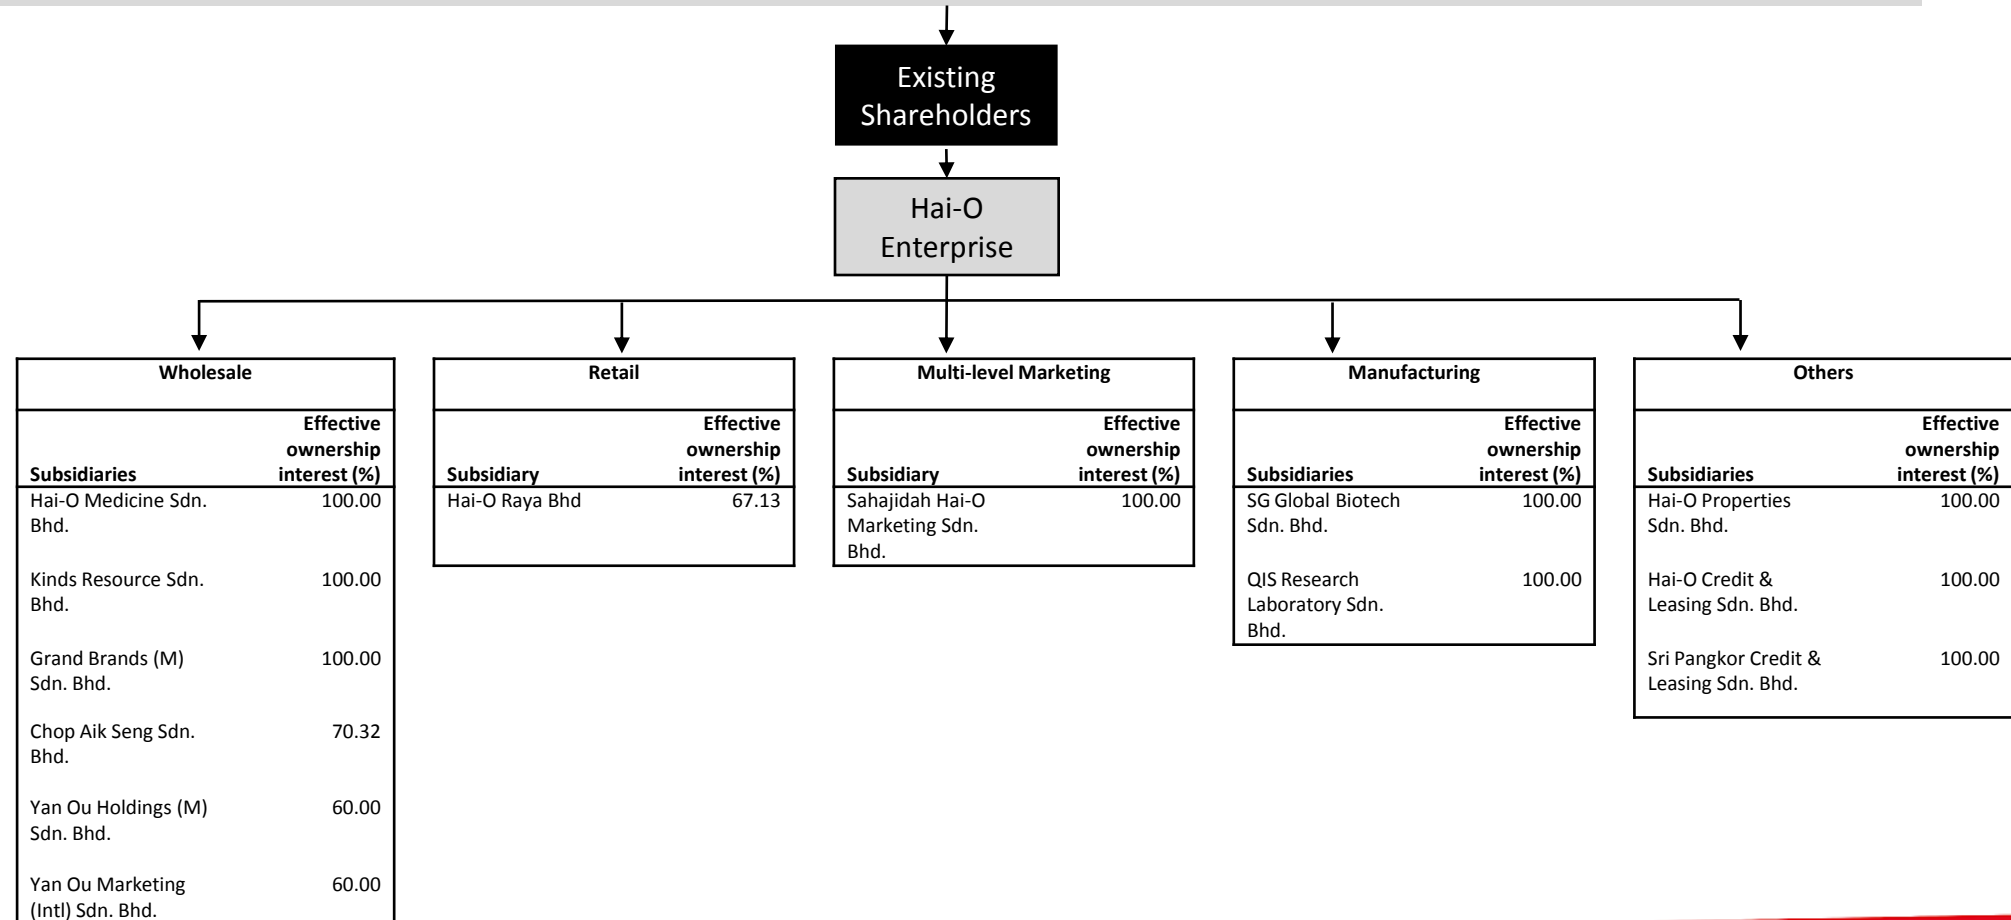 Existing
Shareholders
Hai-O
Enterprise
Wholesale
Effective
ownership
Subsidiaries interest (%)
Hai-O Medicine Sdn. 100.00
Bhd.
Kinds Resource Sdn. 100.00
Bhd.
Grand Brands (M) 100.00
Sdn. Bhd.
Chop Aik Seng Sdn. 70.32
Bhd.
Yan Ou Holdings (M) 60.00
Sdn. Bhd.
Yan Ou Marketing 60.00
(Intl) Sdn. Bhd.
Retail
Effective
ownership
Subsidiary interest (%)
Hai-O Raya Bhd 67.13
Multi-level Marketing
Effective
ownership
Subsidiary interest (%)
Sahajidah Hai-O 100.00
Marketing Sdn.
Bhd.
Manufacturing
Effective
ownership
Subsidiaries interest (%)
SG Global Biotech 100.00
Sdn. Bhd.
QIS Research 100.00
Laboratory Sdn.
Bhd.
Others
Effective
ownership
Subsidiaries interest (%)
Hai-O Properties 100.00
Sdn. Bhd.
Hai-O Credit & 100.00
Leasing Sdn. Bhd.
Sri Pangkor Credit & 100.00
Leasing Sdn. Bhd.